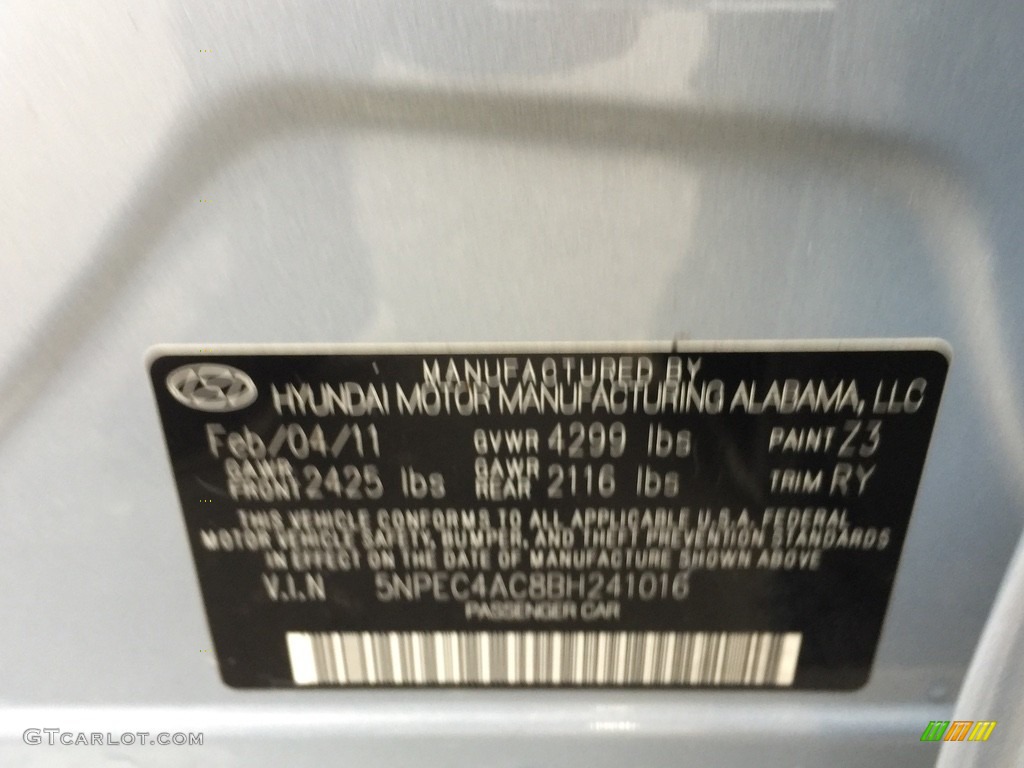 MANUFACTURED BY
HYUNDAI MOTOR MANUFACTURING ALABAMA, LLC
Feb/04/11 GVWR 4299 lbs PAINT Z3
GAWR FRONT 2425 lbs GAWR REAR 2116 lbs TRIM RY
THIS VEHICLE CONFORMS TO ALL APPLICABLE U.S.A. FEDERAL
MOTOR VEHICLE SAFETY, BUMPER, AND THEFT PREVENTION STANDARDS
IN EFFECT ON THE DATE OF MANUFACTURE SHOWN ABOVE
V.I.N 5NPEC4AC8BH241016
PASSENGER CAR
GTCARLOT.COM